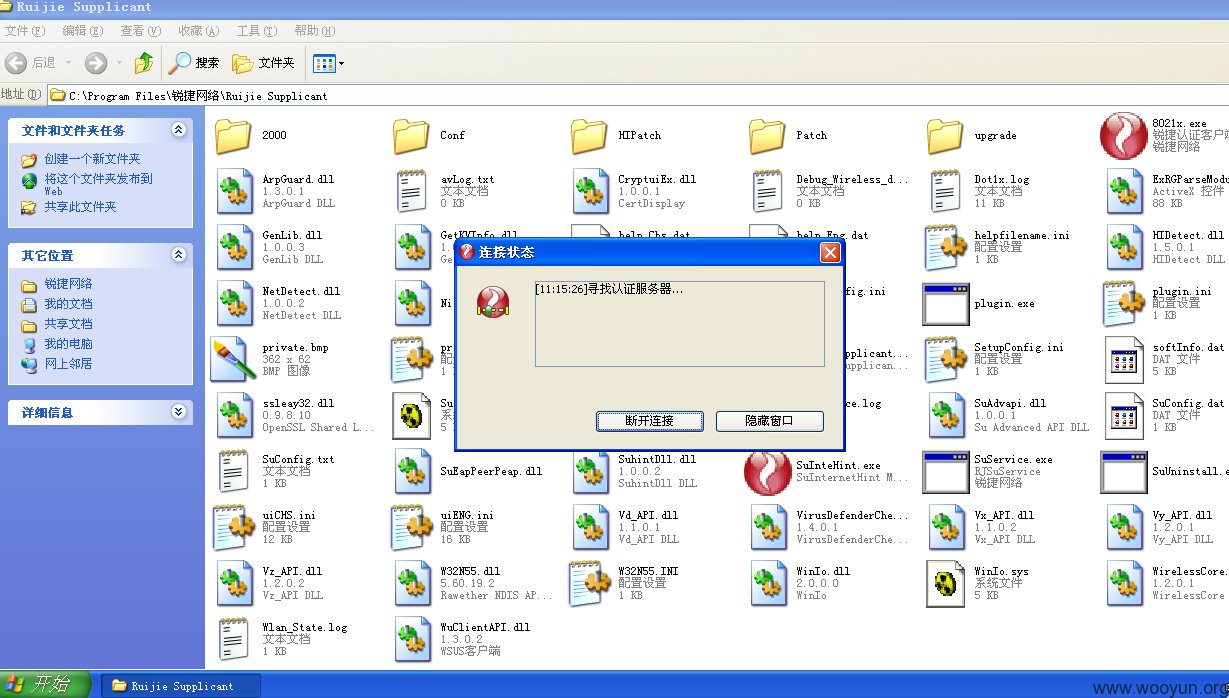 Ruijie Supplicant
文件(F) 编辑(E) 查看(V) 收藏(A) 工具(T) 帮助(H)
后退 搜索 文件夹
地址(D) C:\Program Files\锐捷网络\Ruijie Supplicant
文件和文件夹任务
创建一个新文件夹
将这个文件夹发布到
Web
共享此文件夹
其它位置
锐捷网络
我的文档
共享文档
我的电脑
网上邻居
详细信息
2000
Conf
HIPatch
Patch
upgrade
8021x.exe
锐捷认证客户端
锐捷网络
ArpGuard.dll
1.3.0.1
ArpGuard DLL
avLog.txt
文本文档
0 KB
CryptuiEx.dll
1.0.0.1
CertDisplay
Debug_Wireless_d...
文本文档
0 KB
Dot1x.log
文本文档
11 KB
ExRGParseModu
ActiveX 控件
88 KB
GenLib.dll
1.0.0.3
GenLib DLL
GetKVInfo.dll
help_Chs.dat
help_Eng.dat
helpfilename.ini
配置设置
1 KB
HIDetect.dll
1.5.0.1
HIDetect DLL
连接状态
[11:15:26]寻找认证服务器...
断开连接
隐藏窗口
NetDetect.dll
1.0.0.2
NetDetect DLL
Ni
fig.ini
plugin.exe
plugin.ini
配置设置
1 KB
private.bmp
362 x 62
BMP 图像
pr
配
1
pplicant...
pplican...
SetupConfig.ini
配置设置
1 KB
softInfo.dat
DAT 文件
5 KB
ssleay32.dll
0.9.8.10
OpenSSL Shared L...
Su
系
5
ce.log
SuAdvapi.dll
1.0.0.1
Su Advanced API DLL
SuConfig.dat
DAT 文件
1 KB
SuConfig.txt
文本文档
1 KB
SuEapPeerPeap.dll
SuhintDll.dll
1.0.0.2
SuhintDll DLL
SuInteHint.exe
SuInternetHint M...
SuService.exe
RJSuService
锐捷网络
SuUninstall.e
uiCHS.ini
配置设置
12 KB
uiENG.ini
配置设置
16 KB
Vd_API.dll
1.1.0.1
Vd_API DLL
VirusDefenderChe...
1.4.0.1
VirusDefenderChe...
Vx_API.dll
1.1.0.2
Vx_API DLL
Vy_API.dll
1.2.0.1
Vy_API DLL
Vz_API.dll
1.2.0.2
Vz_API DLL
W32N55.dll
5.60.19.2
Rawether NDIS AP...
W32N55.INI
配置设置
1 KB
WinIo.dll
2.0.0.0
WinIo
WinIo.sys
系统文件
5 KB
WirelessCore.
1.2.0.1
WirelessCore
Wlan_State.log
文本文档
1 KB
WuClientAPI.dll
1.3.0.2
WSUS客户端
开始
Ruijie Supplicant
www.wooyun.org